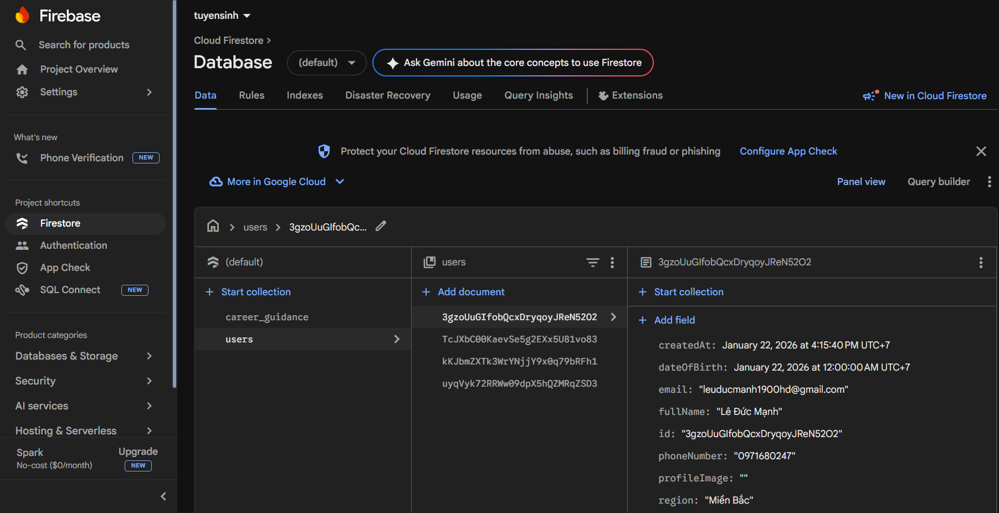 Firebase
Search for products
Project Overview
Settings
What's new
Phone Verification NEW
Project shortcuts
Firestore
Authentication
App Check
SQL Connect NEW
Product categories
Databases & Storage
Security
AI services
Hosting & Serverless
Spark
No-cost ($0/month)
Upgrade
NEW
tuyensinh
Cloud Firestore
Database
(default)
Ask Gemini about the core concepts to use Firestore
Data Rules Indexes Disaster Recovery Usage Query Insights Extensions
New in Cloud Firestore
Protect your Cloud Firestore resources from abuse, such as billing fraud or phishing Configure App Check
More in Google Cloud
Panel view Query builder
users 3gzoUuGIfobQc...
(default)
Start collection
career_guidance
users
users
Add document
3gzoUuGIfobQcxDryqoyJReN52O2
TcJXbC00KaevSe5g2EXx5U81vo83
kKJbmZXTk3WrYNjjY9x0q79bRFh1
uyqVyk72RRWw09dpX5hQZMRqZSD3
3gzoUuGIfobQcxDryqoyJReN52O2
Start collection
Add field
createdAt: January 22, 2026 at 4:15:40 PM UTC+7
dateOfBirth: January 22, 2026 at 12:00:00 AM UTC+7
email: "leuducmanh1900hd@gmail.com"
fullName: "Lê Đức Mạnh"
id: "3gzoUuGIfobQcxDryqoyJReN52O2"
phoneNumber: "0971680247"
profileImage: ""
region: "Miền Bắc"